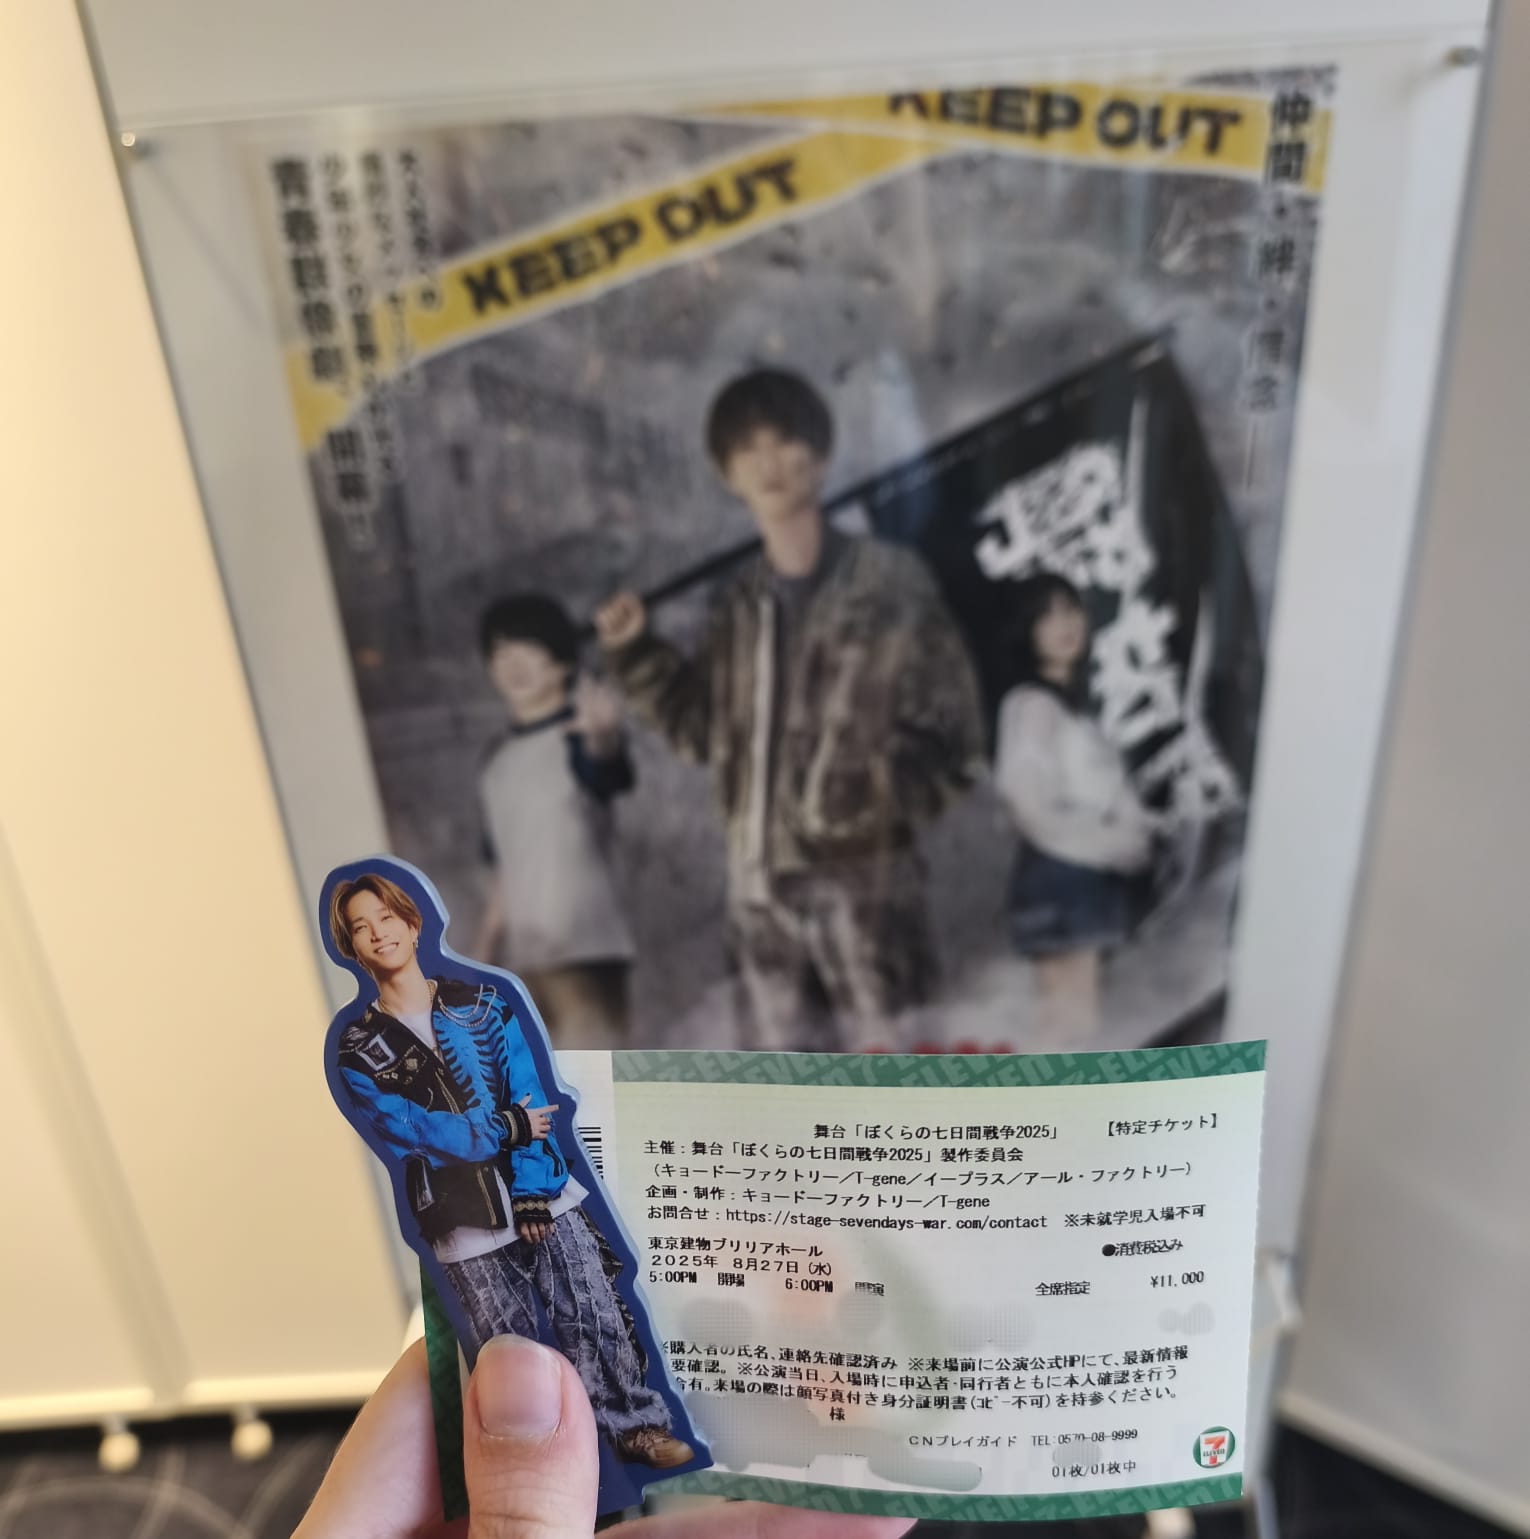 KEEP OUT
KEEP OUT
仲間・絆・信念
青春群像劇、開幕
7-ELEVEN
舞台「ぼくらの七日間戦争2025」 【特定チケット】
主催：舞台「ぼくらの七日間戦争2025」製作委員会
（キョードーファクトリー／T-gene／イープラス／アール・ファクトリー）
企画・制作：キョードーファクトリー／T-gene
お問合せ：https://stage-sevendays-war.com/contact ※未就学児入場不可
東京建物ブリリアホール ●消費税込み
2025年 8月27日（水）
5:00PM 開場 6:00PM 開演 全席指定 ¥11,000
※購入者の氏名、連絡先確認済み ※来場前に公演公式HPにて、最新情報
要確認。※公演当日、入場時に申込者・同行者ともに本人確認を行う
合有。来場の際は顔写真付き身分証明書(コピー不可)を持参ください。
様
CNプレイガイド TEL:0570-08-9999
7 ELEVEN
01枚/01枚中